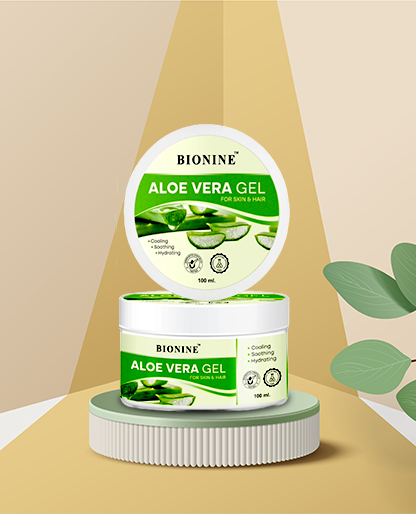 BIONINE™
ALOE VERA GEL
FOR SKIN & HAIR
• Cooling
• Soothing
• Hydrating
100 ml.
BIONINE™
ALOE VERA GEL
FOR SKIN & HAIR
• Cooling
• Soothing
• Hydrating
100 ml.